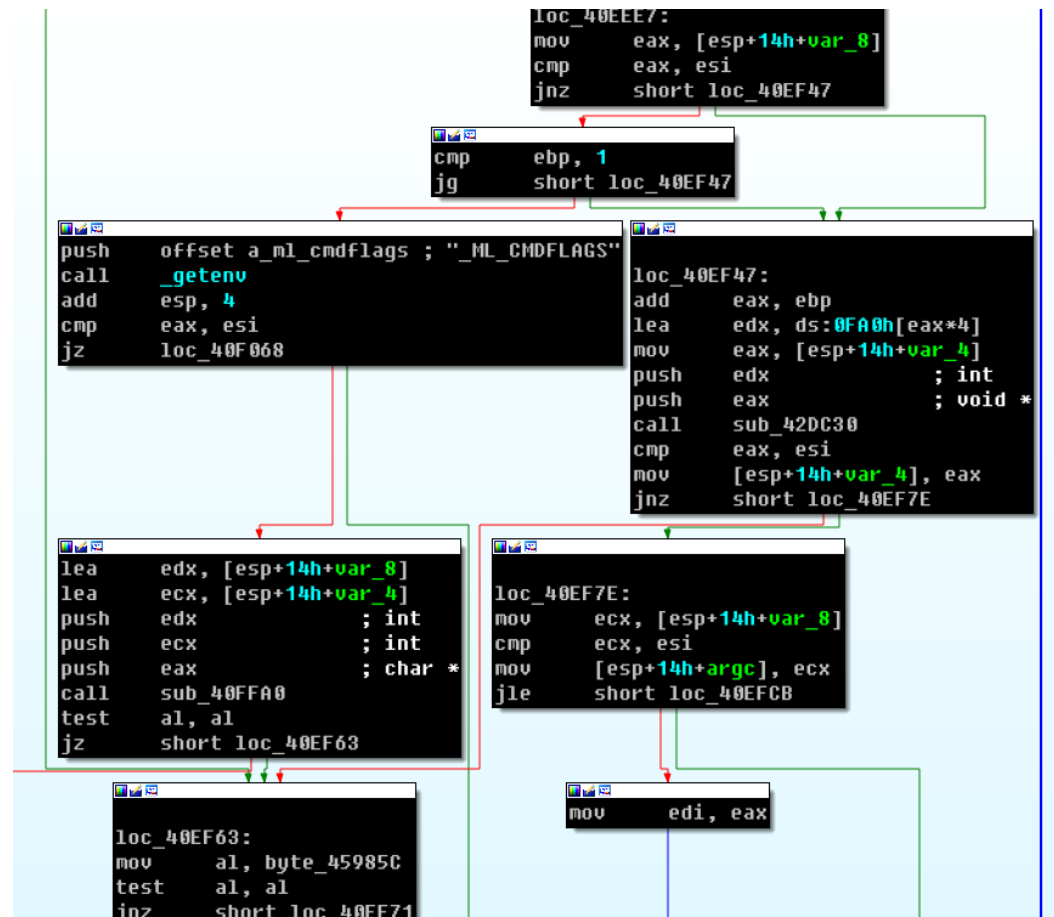 loc_40EEE7:
mov eax, [esp+14h+var_8]
cmp eax, esi
jnz short loc_40EF47
cmp ebp, 1
jg short loc_40EF47
push offset a_ml_cmdflags ; "_ML_CMDFLAGS"
call _getenv
add esp, 4
cmp eax, esi
jz loc_40F068
loc_40EF47:
add eax, ebp
lea edx, ds:0FA0h[eax*4]
mov eax, [esp+14h+var_4]
push edx ; int
push eax ; void *
call sub_42DC30
cmp eax, esi
mov [esp+14h+var_4], eax
jnz short loc_40EF7E
lea edx, [esp+14h+var_8]
lea ecx, [esp+14h+var_4]
push edx ; int
push ecx ; int
push eax ; char *
call sub_40FFA0
test al, al
jz short loc_40EF63
loc_40EF7E:
mov ecx, [esp+14h+var_8]
cmp ecx, esi
mov [esp+14h+argc], ecx
jle short loc_40EFCB
loc_40EF63:
mov al, byte_45985C
test al, al
jnz short loc_40EF71
mov edi, eax